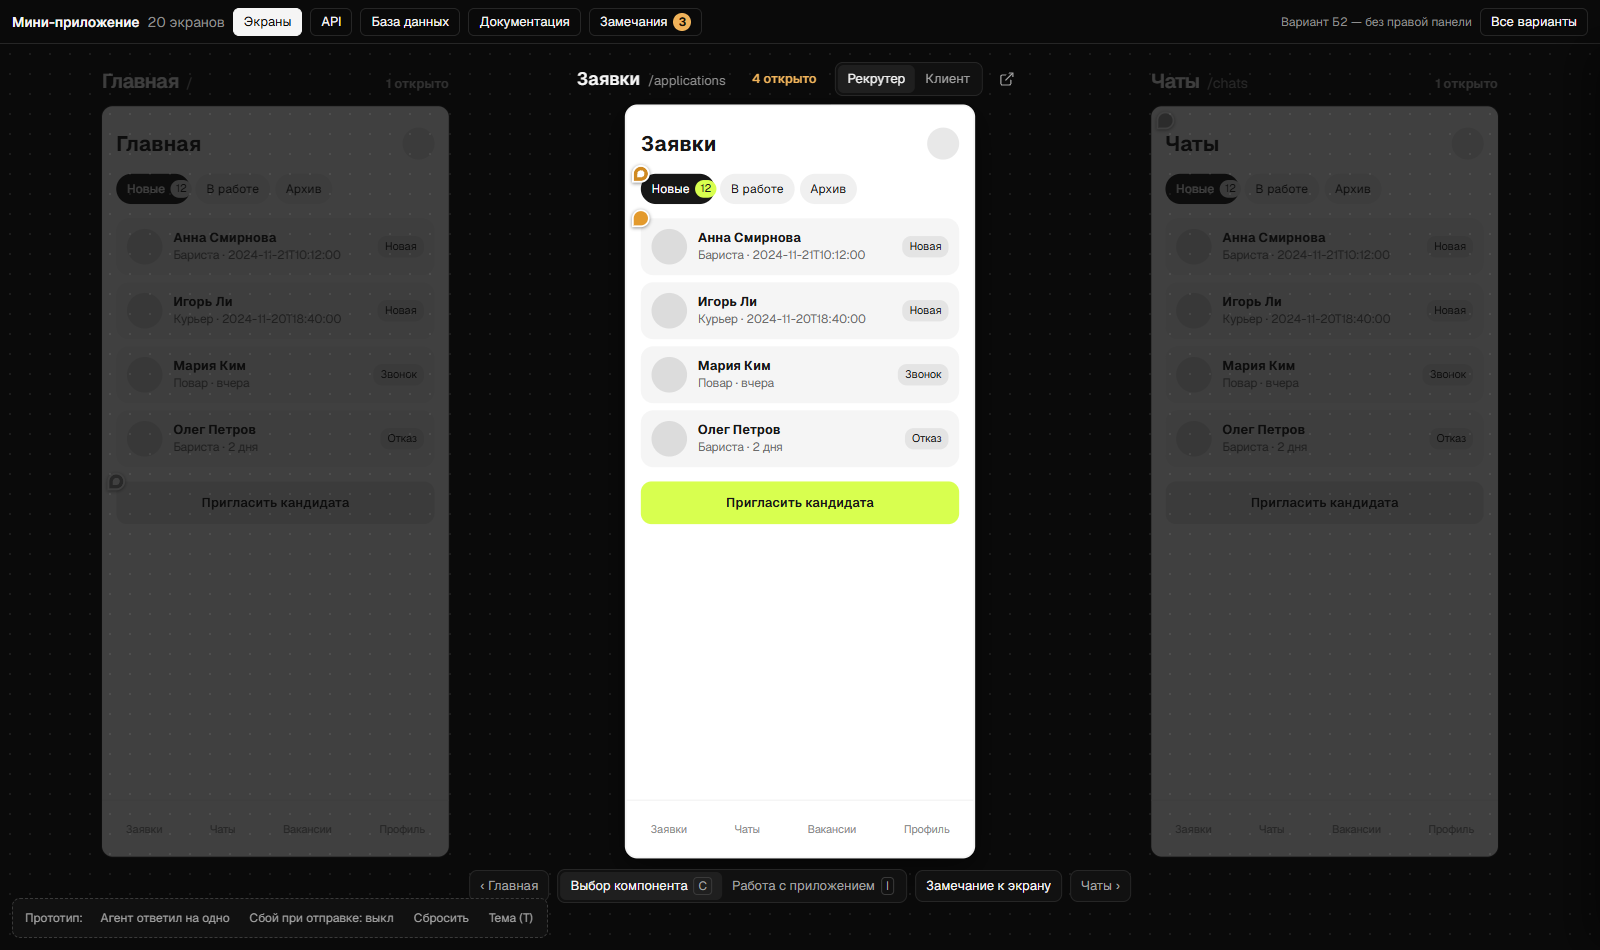 Мини-приложение 20 экранов Экраны API База данных Документация Замечания 3 Вариант Б2 — без правой панели Все варианты
Главная / 1 открыто
Главная
Новые 12 В работе Архив
Анна Смирнова
Бариста · 2024-11-21T10:12:00
Новая
Игорь Ли
Курьер · 2024-11-20T18:40:00
Новая
Мария Ким
Повар · вчера
Звонок
Олег Петров
Бариста · 2 дня
Отказ
Пригласить кандидата
Заявки Чаты Вакансии Профиль
Заявки /applications 4 открыто Рекрутер Клиент
Заявки
Новые 12 В работе Архив
Анна Смирнова
Бариста · 2024-11-21T10:12:00
Новая
Игорь Ли
Курьер · 2024-11-20T18:40:00
Новая
Мария Ким
Повар · вчера
Звонок
Олег Петров
Бариста · 2 дня
Отказ
Пригласить кандидата
Заявки Чаты Вакансии Профиль
Чаты /chats 1 открыто
Чаты
Новые 12 В работе Архив
Анна Смирнова
Бариста · 2024-11-21T10:12:00
Новая
Игорь Ли
Курьер · 2024-11-20T18:40:00
Новая
Мария Ким
Повар · вчера
Звонок
Олег Петров
Бариста · 2 дня
Отказ
Пригласить кандидата
Заявки Чаты Вакансии Профиль
‹ Главная Выбор компонента C Работа с приложением I Замечание к экрану Чаты ›
Прототип: Агент ответил на одно Сбой при отправке: выкл Сбросить Тема (T)